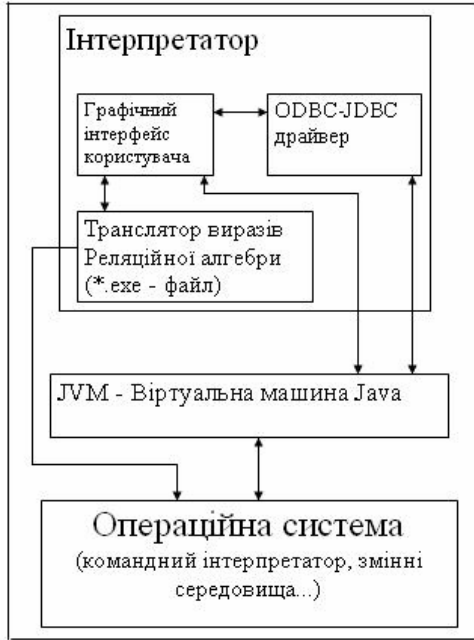 Інтерпретатор
Графічний
інтерфейс
користувача
ODBC-JDBC
драйвер
Транслятор виразів
Реляційної алгебри
(*.exe - файл)
JVM - Віртуальна машина Java
Операційна система
(командний інтерпретатор, змінні
середовища...)